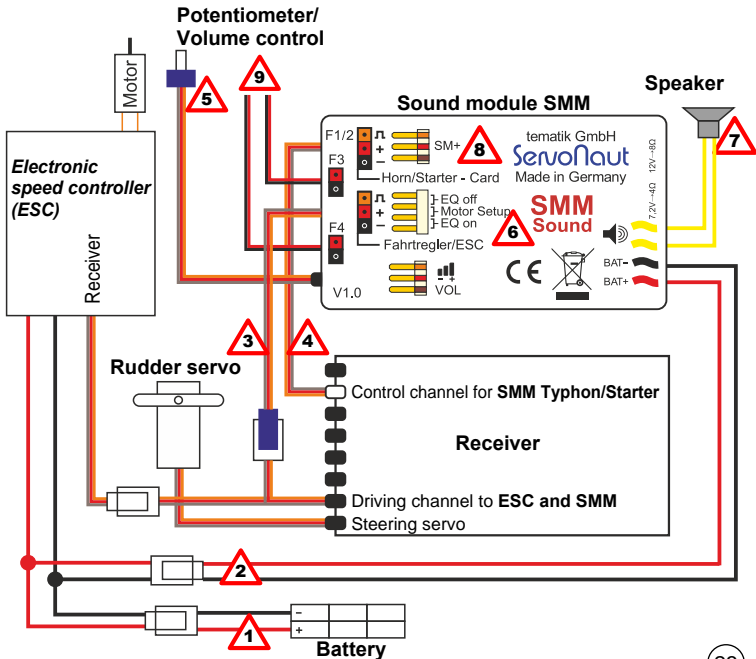 Potentiometer/
Volume control
9
5
Motor
Speaker
7
Sound module SMM
F1/2
+
−
SM+
8
tematik GmbH
ServoNaut
Made in Germany
7.2V→4Ω 12V→8Ω
F3
Horn/Starter - Card
EQ off
+
Motor Setup
−
EQ on
6
SMM
Sound
F4
Fahrtregler/ESC
BAT−
BAT+
CE
V1.0
− +
VOL
Electronic
speed controller
(ESC)
Receiver
3
4
Rudder servo
Control channel for SMM Typhon/Starter
Receiver
Driving channel to ESC and SMM
Steering servo
2
1
−
+
Battery